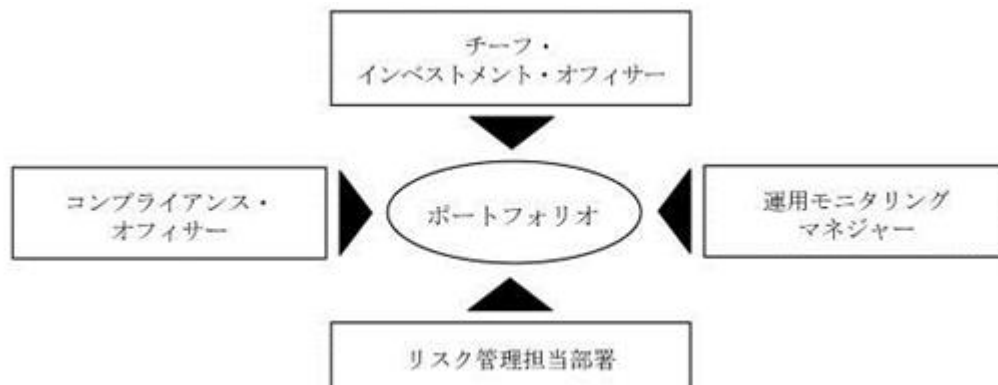 チーフ・
インベストメント・オフィサー
コンプライアンス・
オフィサー
ポートフォリオ
運用モニタリング
マネジャー
リスク管理担当部署